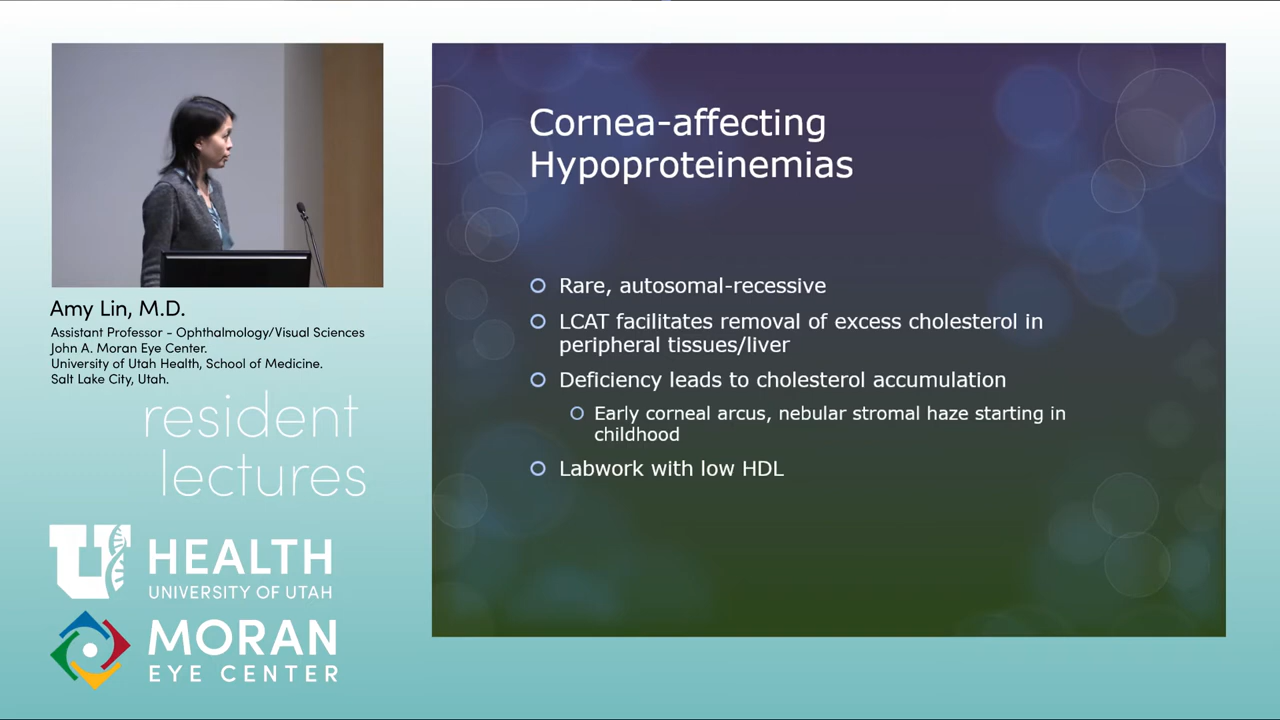 Cornea-affecting
Hypoproteinemias
Rare, autosomal-recessive
LCAT facilitates removal of excess cholesterol in
peripheral tissues/liver
Deficiency leads to cholesterol accumulation
Early corneal arcus, nebular stromal haze starting in
childhood
Labwork with low HDL
Amy Lin, M.D.
Assistant Professor - Ophthalmology/Visual Sciences
John A. Moran Eye Center.
University of Utah Health, School of Medicine.
Salt Lake City, Utah.
resident
lectures
U HEALTH
UNIVERSITY OF UTAH
MORAN
EYE CENTER